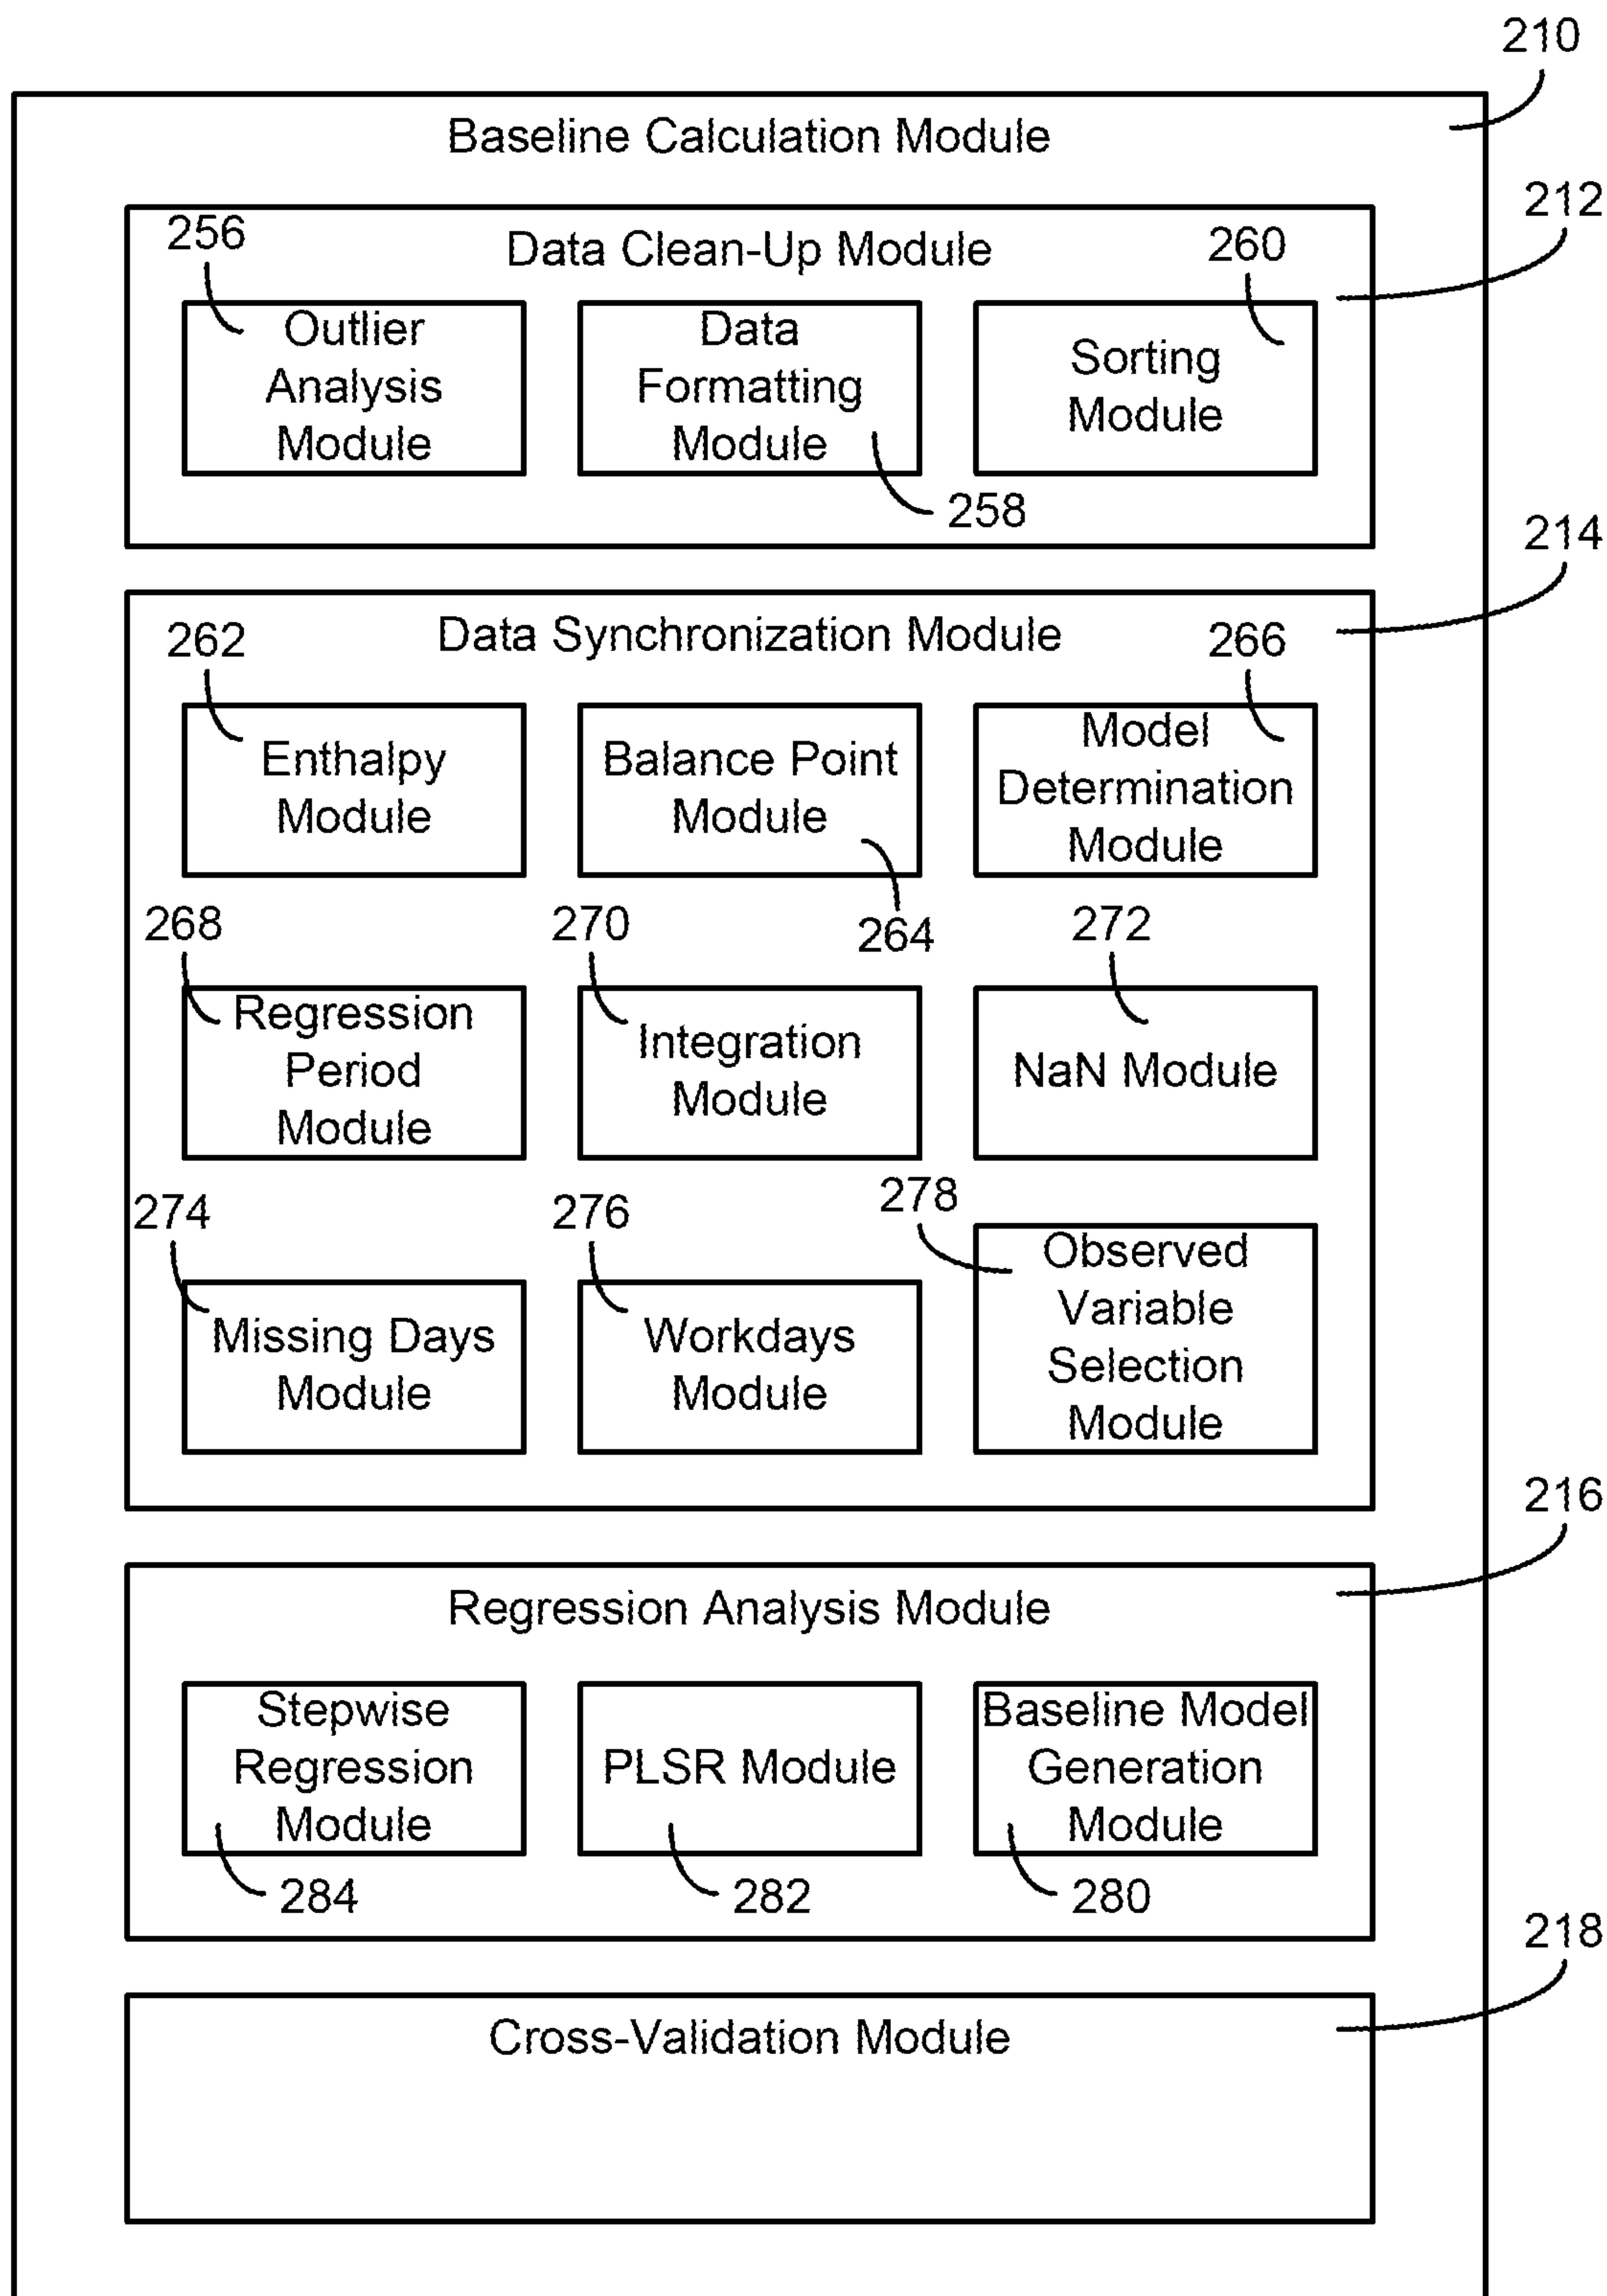 210
Baseline Calculation Module
212
256
Data Clean-Up Module
260
Outlier
Analysis
Module
Data
Formatting
Module
Sorting
Module
258
214
262
Data Synchronization Module
266
Enthalpy
Module
Balance Point
Module
Model
Determination
Module
264
268
270
272
Regression
Period
Module
Integration
Module
NaN Module
274
276
278
Missing Days
Module
Workdays
Module
Observed
Variable
Selection
Module
216
Regression Analysis Module
Stepwise
Regression
Module
PLSR Module
Baseline Model
Generation
Module
284
282
280
218
Cross-Validation Module